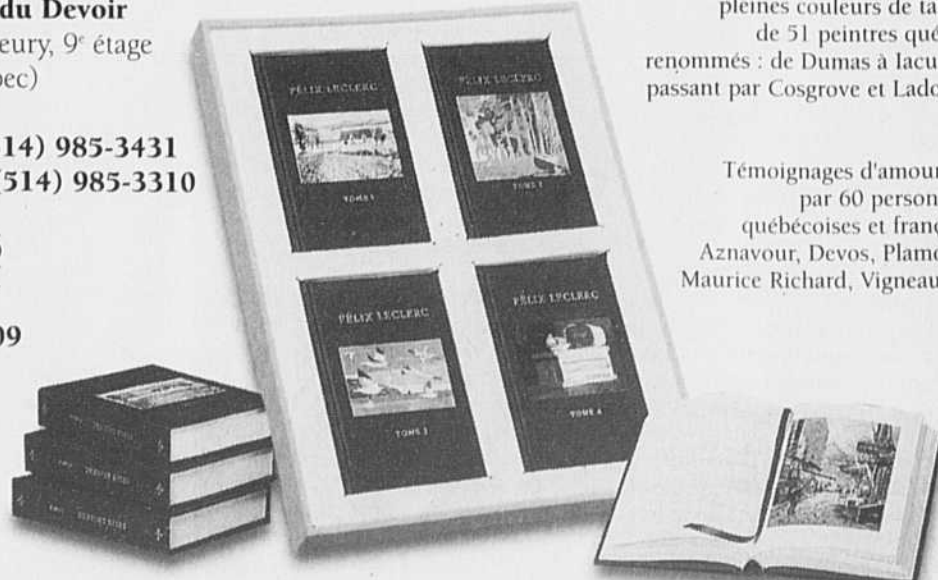 du Devoir
eury, 9e étage
bec)
14) 985-3431
(514) 985-3310
09
pleines couleurs de ta
de 51 peintres qué
renommés : de Dumas à Iacu
passant par Cosgrove et Lado
Témoignages d'amour
par 60 person
québécoises et franç
Aznavour, Devos, Plamo
Maurice Richard, Vigneau
FÉLIX LECLERC
TOME 1
FÉLIX LECLERC
TOME 2
FÉLIX LECLERC
TOME 3
FÉLIX LECLERC
TOME 4